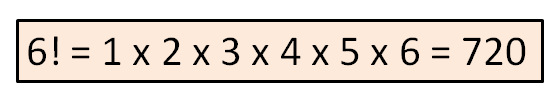 6! = 1 x 2 x 3 x 4 x 5 x 6 = 720